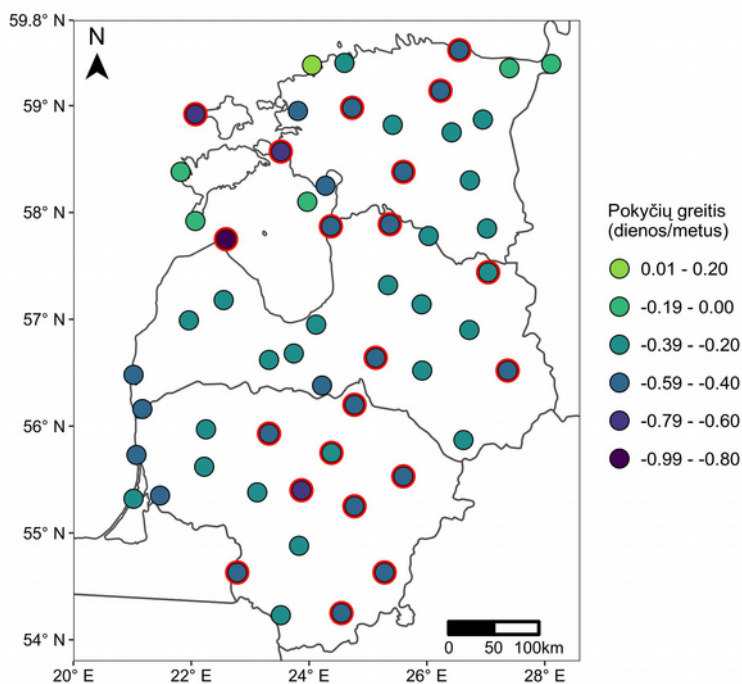 59.8° N
N
59° N
58° N
57° N
56° N
55° N
54° N
20° E
22° E
24° E
26° E
28° E
0 50 100km
Pokyčių greitis
(dienos/metus)
0.01 - 0.20
-0.19 - 0.00
-0.39 - -0.20
-0.59 - -0.40
-0.79 - -0.60
-0.99 - -0.80